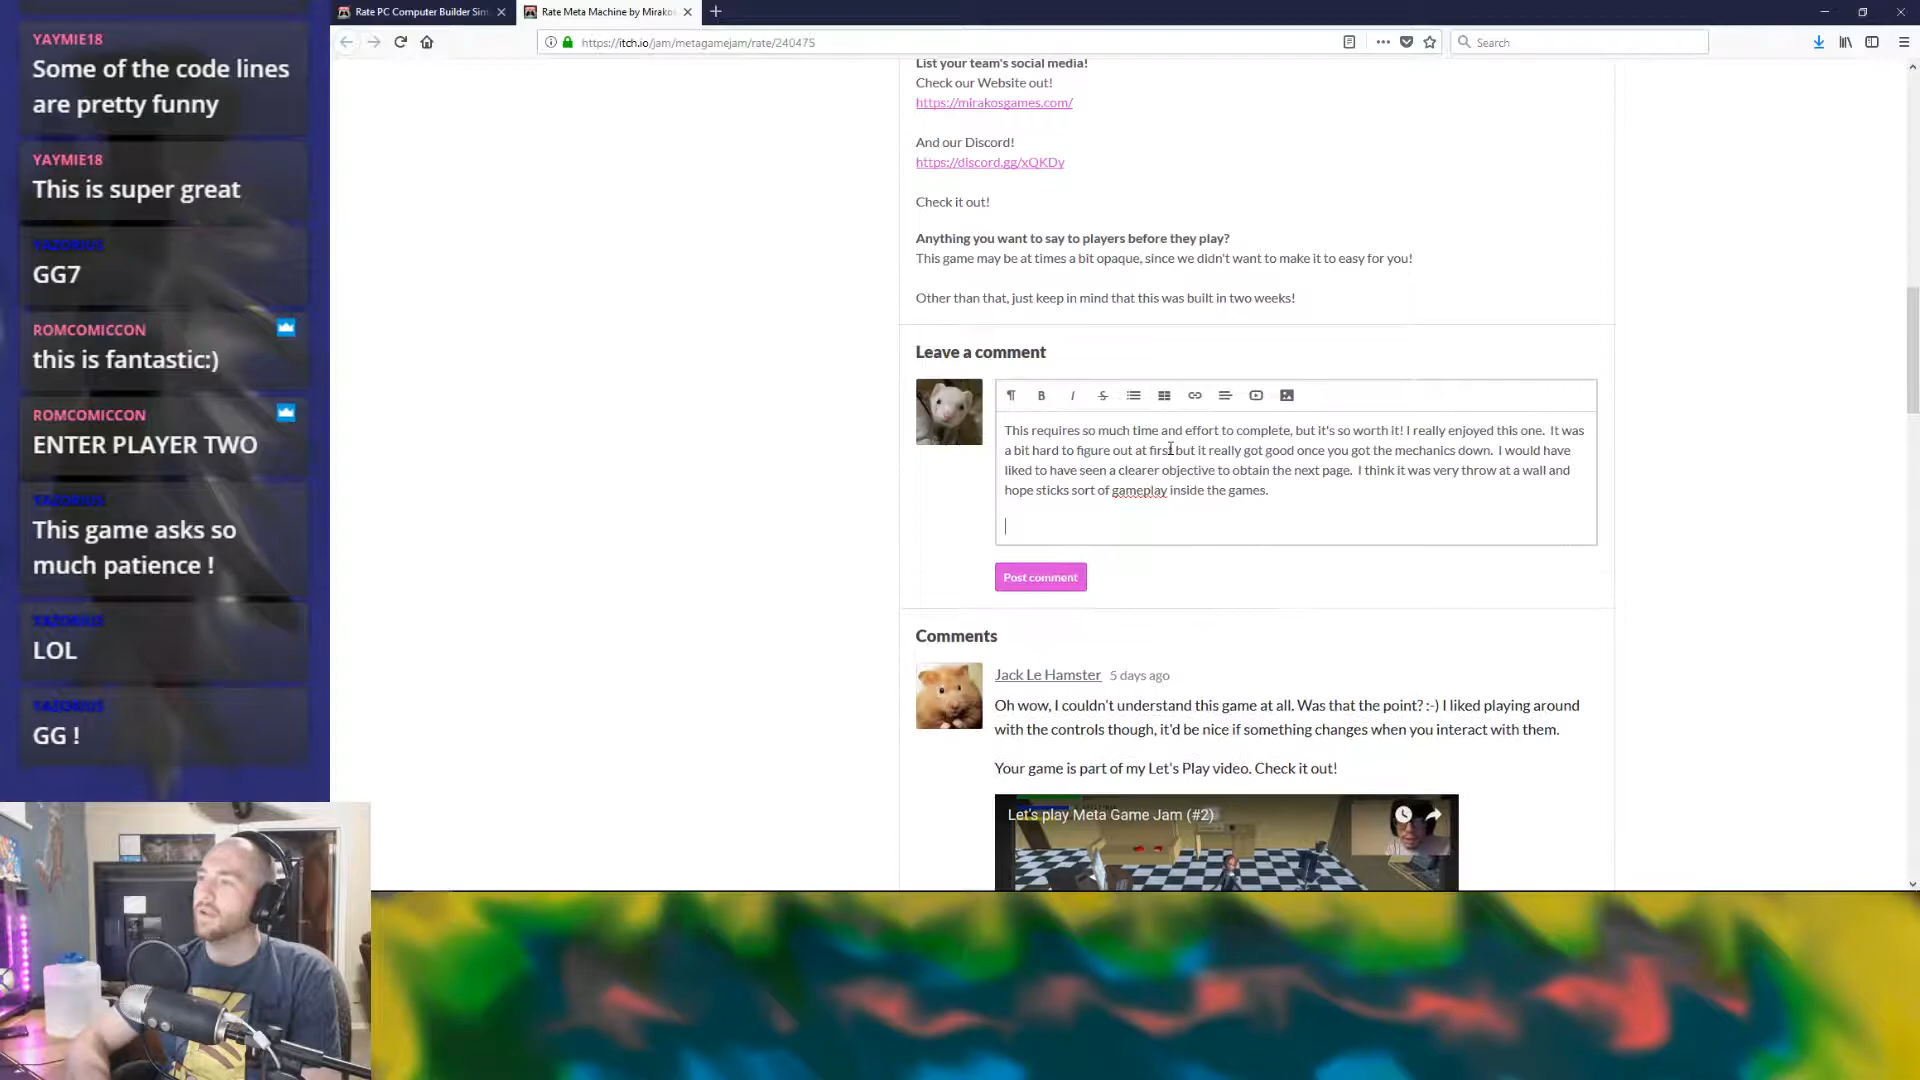 YAYMIE18
Some of the code lines
are pretty funny
YAYMIE18
This is super great
YAZORIUS
GG7
ROMCOMICCON
this is fantastic:)
ROMCOMICCON
ENTER PLAYER TWO
YAZORIUS
This game asks so
much patience !
YAZORIUS
LOL
YAZORIUS
GG !
Rate PC Computer Builder Sim
Rate Meta Machine by Mirako
https://itch.io/jam/metagamejam/rate/240475
Search
List your team's social media!
Check our Website out!
https://mirakosgames.com/
And our Discord!
https://discord.gg/xQKDy
Check it out!
Anything you want to say to players before they play?
This game may be at times a bit opaque, since we didn't want to make it to easy for you!
Other than that, just keep in mind that this was built in two weeks!
Leave a comment
This requires so much time and effort to complete, but it's so worth it! I really enjoyed this one. It was
a bit hard to figure out at first but it really got good once you got the mechanics down. I would have
liked to have seen a clearer objective to obtain the next page. I think it was very throw at a wall and
hope sticks sort of gameplay inside the games.
Post comment
Comments
Jack Le Hamster 5 days ago
Oh wow, I couldn't understand this game at all. Was that the point? :-) I liked playing around
with the controls though, it'd be nice if something changes when you interact with them.
Your game is part of my Let's Play video. Check it out!
Let's play Meta Game Jam (#2)